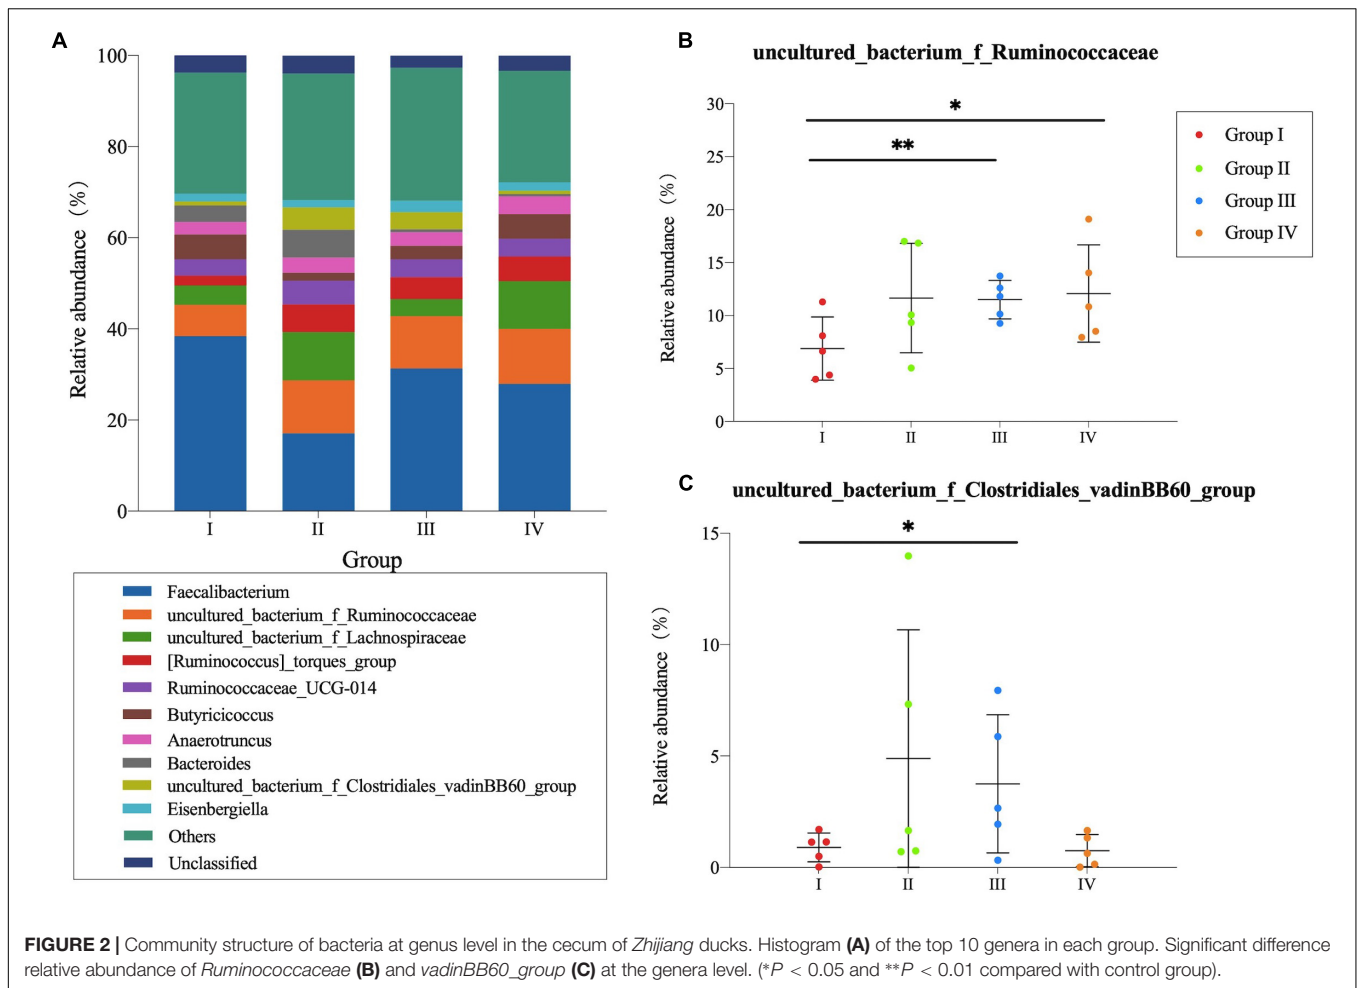 A
100
80
60
40
20
0
Relative abundance (%)
I II III IV
Group
Faecalibacterium
uncultured_bacterium_f_Ruminococcaceae
uncultured_bacterium_f_Lachnospiraceae
[Ruminococcus]_torques_group
Ruminococcaceae_UCG-014
Butyricicoccus
Anaerotruncus
Bacteroides
uncultured_bacterium_f_Clostridiales_vadinBB60_group
Eisenbergiella
Others
Unclassified
B
uncultured_bacterium_f_Ruminococcaceae
30
25
20
15
10
5
0
Relative abundance (%)
*
**
I II III IV
Group I
Group II
Group III
Group IV
C
uncultured_bacterium_f_Clostridiales_vadinBB60_group
15
10
5
0
Relative abundance (%)
*
I II III IV
FIGURE 2 | Community structure of bacteria at genus level in the cecum of Zhijiang ducks. Histogram (A) of the top 10 genera in each group. Significant difference
relative abundance of Ruminococcaceae (B) and vadinBB60_group (C) at the genera level. (*P < 0.05 and **P < 0.01 compared with control group).